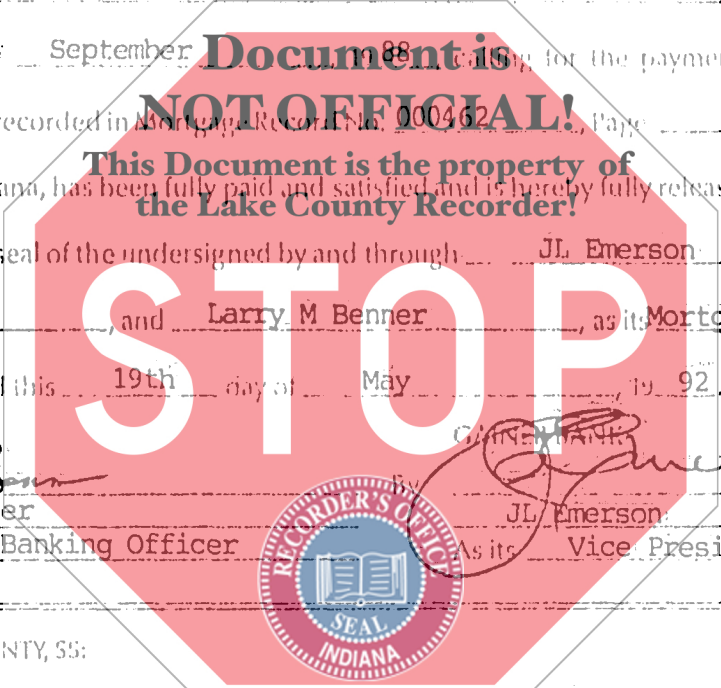 September Document is 19 88, calling for the payme
NOT OFFICIAL!
recorded in Mortgage Record No. 000462, Page
This Document is the property of
ana, has been fully paid and satisfied and is hereby fully releas
the Lake County Recorder!
seal of the undersigned by and through JL Emerson
STOP
, and Larry M Benner, as its Mortg
this 19th day of May, 19 92
GAINER BANK
By
er JL Emerson
Banking Officer As its Vice Presi
RECORDER'S OFFICE
SEAL
INDIANA
NTY, SS: